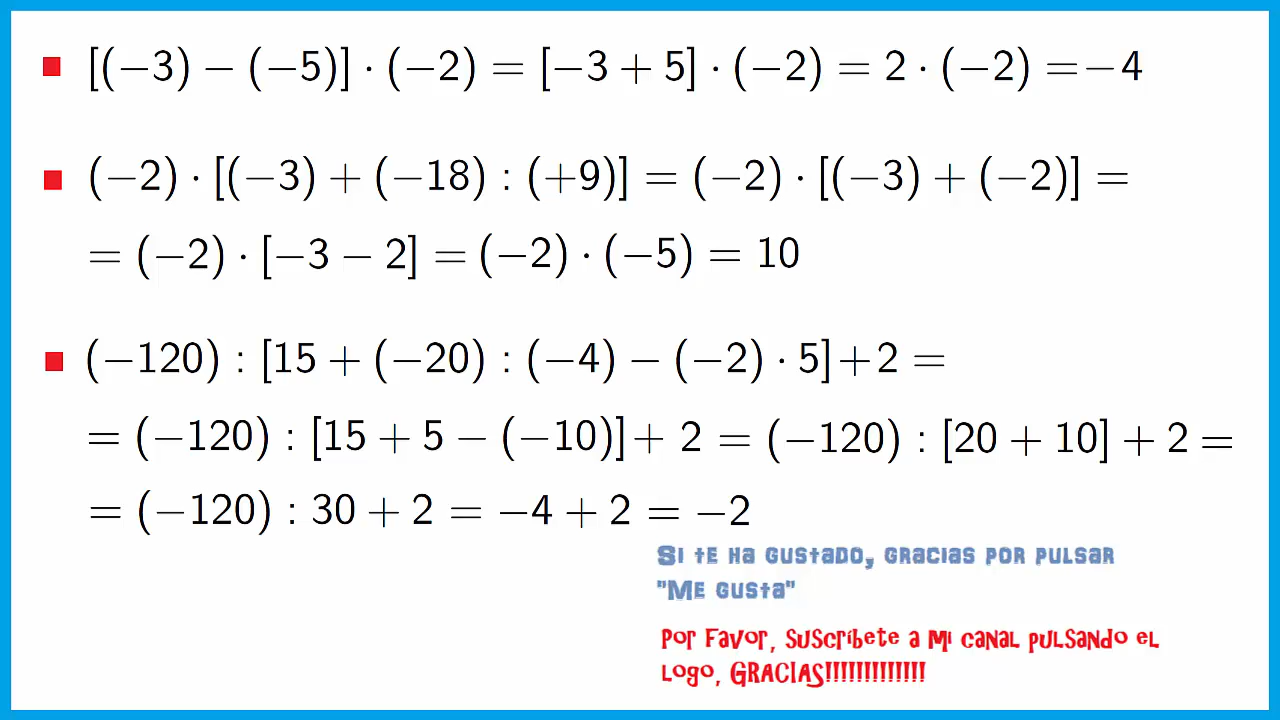 [(−3) − (−5)] · (−2) = [−3 + 5] · (−2) = 2 · (−2) = −4
(−2) · [(−3) + (−18) : (+9)] = (−2) · [(−3) + (−2)] =
= (−2) · [−3 − 2] = (−2) · (−5) = 10
(−120) : [15 + (−20) : (−4) − (−2) · 5] + 2 =
= (−120) : [15 + 5 − (−10)] + 2 = (−120) : [20 + 10] + 2 =
= (−120) : 30 + 2 = −4 + 2 = −2
Si te ha gustado, gracias por pulsar
"Me gusta"
Por Favor, suscríbete a mi canal pulsando el
logo, GRACIAS!!!!!!!!!!!!!